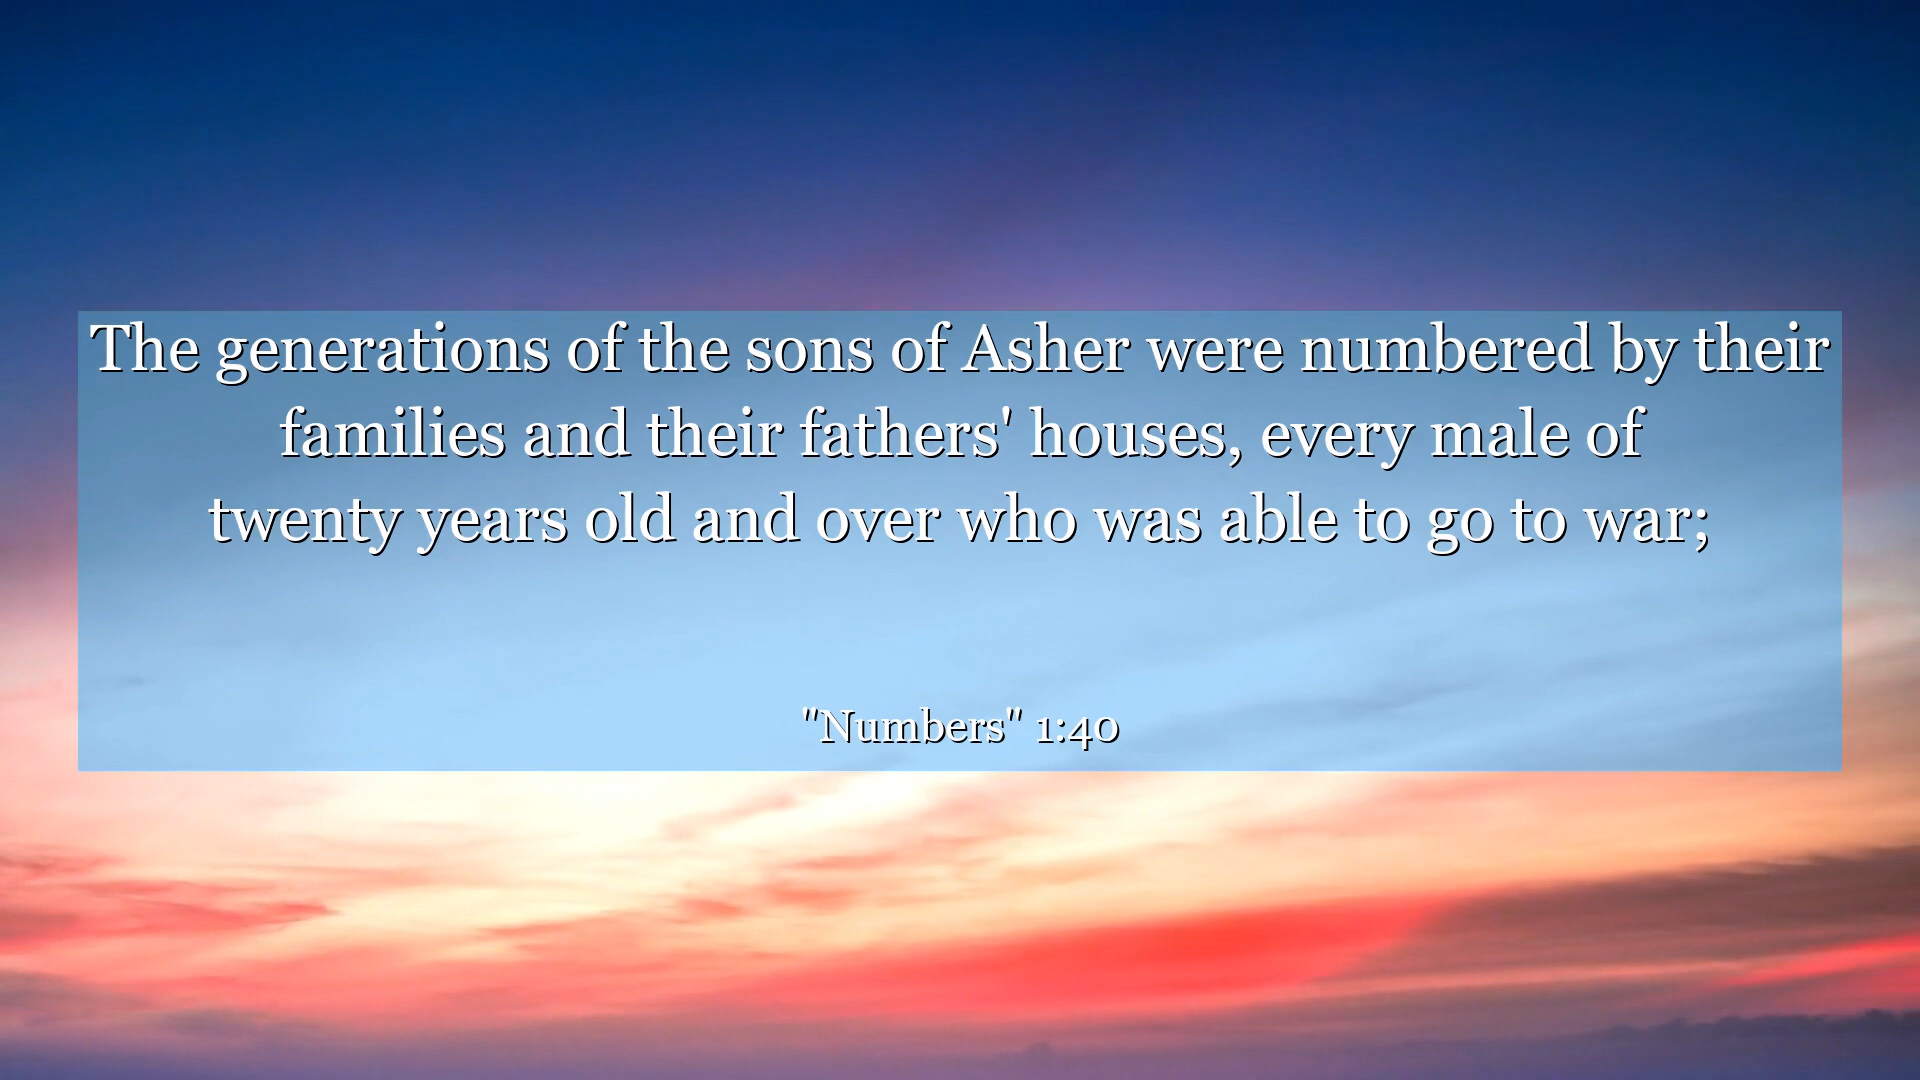 The generations of the sons of Asher were numbered by their
families and their fathers' houses, every male of
twenty years old and over who was able to go to war;
"Numbers" 1:40